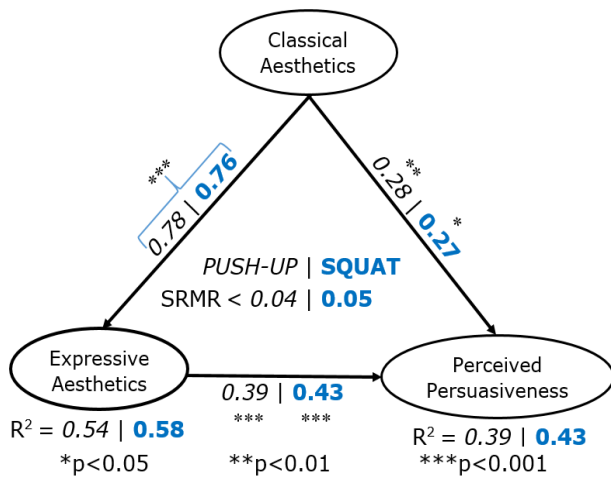 Classical
Aesthetics
***
0.78 | 0.76
**
0.28 | 0.27
*
PUSH-UP | SQUAT
SRMR < 0.04 | 0.05
Expressive
Aesthetics
Perceived
Persuasiveness
0.39 | 0.43
*** ***
R² = 0.54 | 0.58
R² = 0.39 | 0.43
*p<0.05 **p<0.01 ***p<0.001